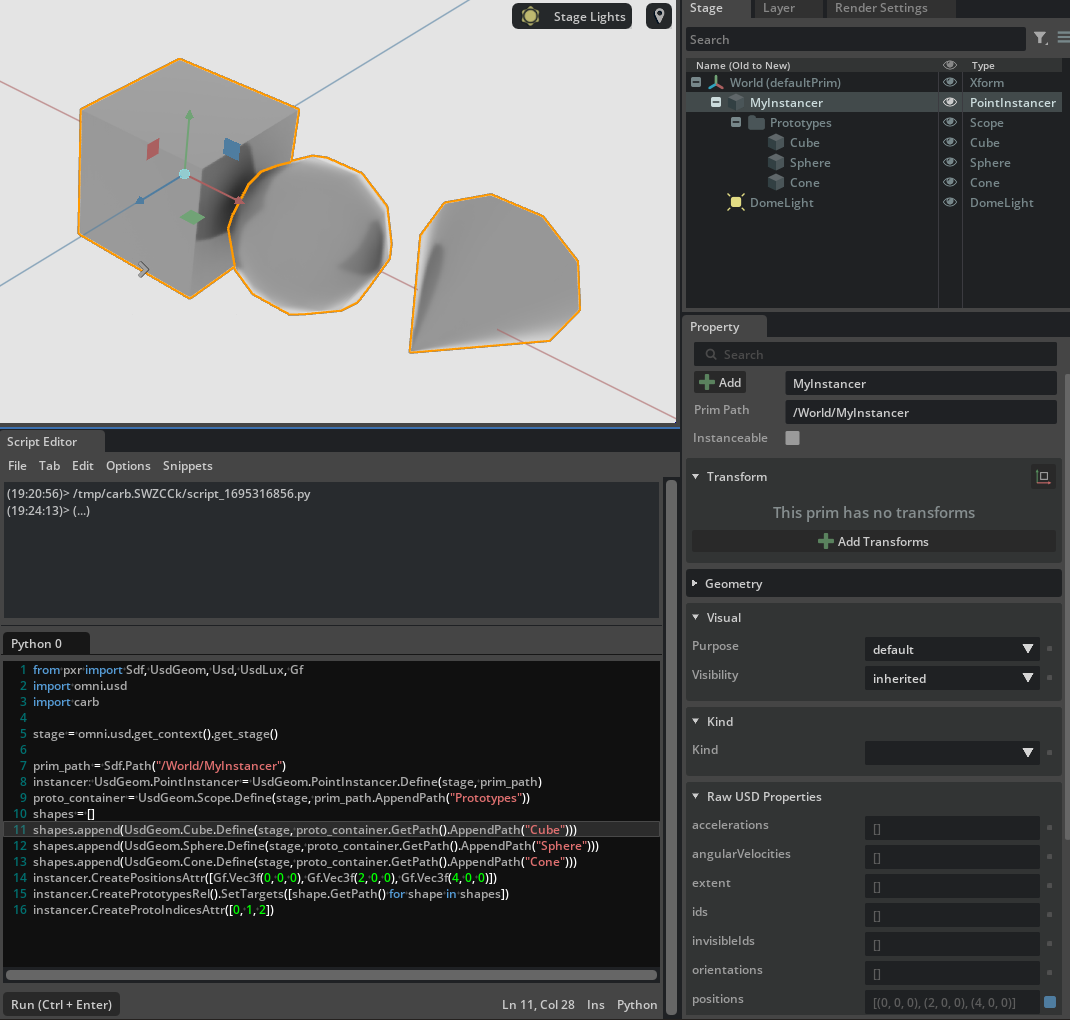 Stage Lights
Stage Layer Render Settings
Search
Name (Old to New) Type
World (defaultPrim) Xform
MyInstancer PointInstancer
Prototypes Scope
Cube Cube
Sphere Sphere
Cone Cone
DomeLight DomeLight
Property
Search
Add MyInstancer
Prim Path /World/MyInstancer
Instanceable
Transform
This prim has no transforms
Add Transforms
Geometry
Visual
Purpose default
Visibility inherited
Kind
Kind
Raw USD Properties
accelerations []
angularVelocities []
extent []
ids []
invisibleIds []
orientations []
positions [(0, 0, 0), (2, 0, 0), (4, 0, 0)]
Script Editor
File Tab Edit Options Snippets
(19:20:56)> /tmp/carb.SWZCCk/script_1695316856.py
(19:24:13)> (...)
Python 0
1 from pxr import Sdf, UsdGeom, Usd, UsdLux, Gf
2 import omni.usd
3 import carb
4
5 stage = omni.usd.get_context().get_stage()
6
7 prim_path = Sdf.Path("/World/MyInstancer")
8 instancer: UsdGeom.PointInstancer = UsdGeom.PointInstancer.Define(stage, prim_path)
9 proto_container = UsdGeom.Scope.Define(stage, prim_path.AppendPath("Prototypes"))
10 shapes = []
11 shapes.append(UsdGeom.Cube.Define(stage, proto_container.GetPath().AppendPath("Cube")))
12 shapes.append(UsdGeom.Sphere.Define(stage, proto_container.GetPath().AppendPath("Sphere")))
13 shapes.append(UsdGeom.Cone.Define(stage, proto_container.GetPath().AppendPath("Cone")))
14 instancer.CreatePositionsAttr([Gf.Vec3f(0, 0, 0), Gf.Vec3f(2, 0, 0), Gf.Vec3f(4, 0, 0)])
15 instancer.CreatePrototypesRel().SetTargets([shape.GetPath() for shape in shapes])
16 instancer.CreateProtoIndicesAttr([0, 1, 2])
Run (Ctrl + Enter) Ln 11, Col 28 Ins Python